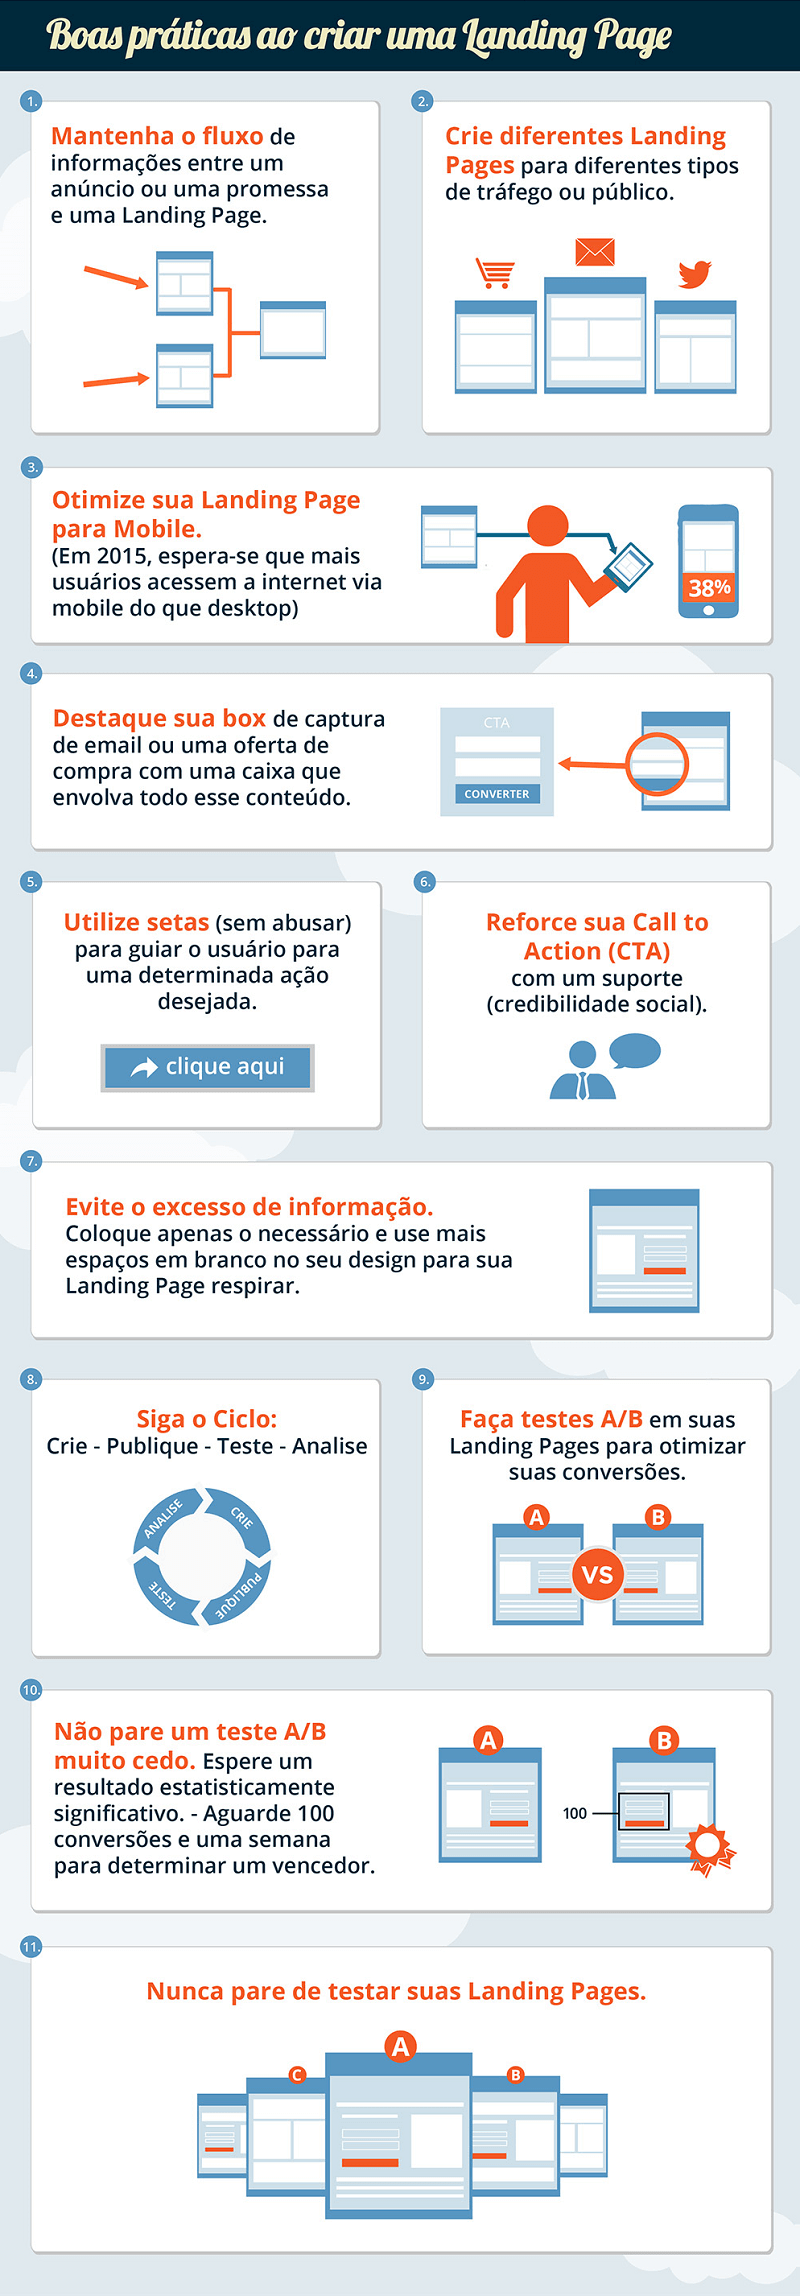 Boas práticas ao criar uma Landing Page
1.
Mantenha o fluxo de
informações entre um
anúncio ou uma promessa
e uma Landing Page.
2.
Crie diferentes Landing
Pages para diferentes tipos
de tráfego ou público.
3.
Otimize sua Landing Page
para Mobile.
(Em 2015, espera-se que mais
usuários acessem a internet via
mobile do que desktop)
38%
4.
Destaque sua box de captura
de email ou uma oferta de
compra com uma caixa que
envolva todo esse conteúdo.
CTA
CONVERTER
5.
Utilize setas (sem abusar)
para guiar o usuário para
uma determinada ação
desejada.
clique aqui
6.
Reforce sua Call to
Action (CTA)
com um suporte
(credibilidade social).
7.
Evite o excesso de informação.
Coloque apenas o necessário e use mais
espaços em branco no seu design para sua
Landing Page respirar.
8.
Siga o Ciclo:
Crie - Publique - Teste - Analise
ANALISE
CRIE
PUBLIQUE
TESTE
9.
Faça testes A/B em suas
Landing Pages para otimizar
suas conversões.
A
B
VS
10.
Não pare um teste A/B
muito cedo. Espere um
resultado estatisticamente
significativo. - Aguarde 100
conversões e uma semana
para determinar um vencedor.
A
B
100
11.
Nunca pare de testar suas Landing Pages.
A
C
B